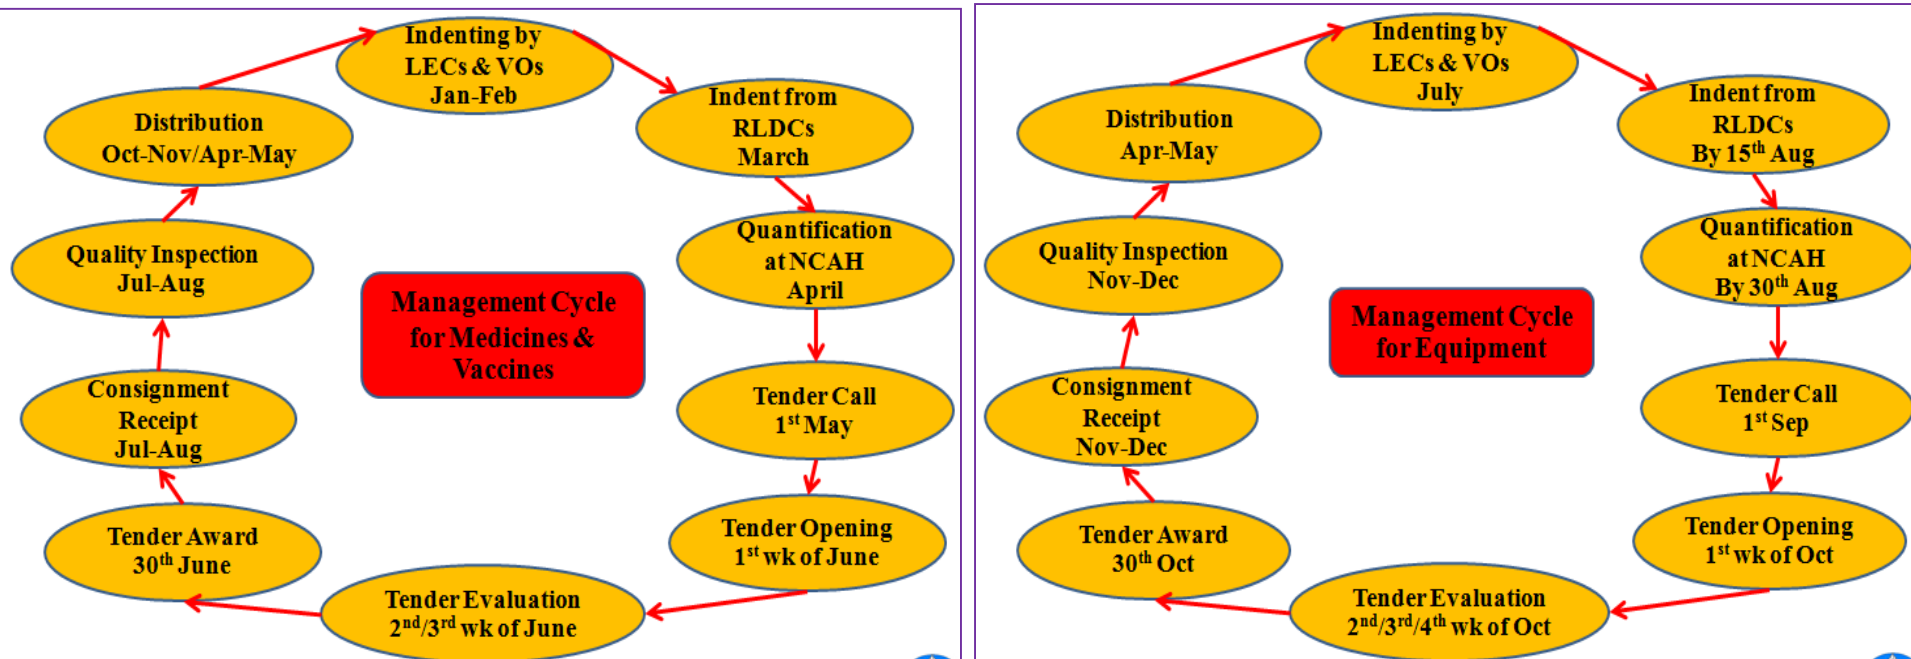 Indenting by
LECs & VOs
Jan-Feb
Indent from
RLDCs
March
Quantification
at NCAH
April
Tender Call
1st May
Tender Opening
1st wk of June
Tender Evaluation
2nd/3rd wk of June
Tender Award
30th June
Consignment
Receipt
Jul-Aug
Quality Inspection
Jul-Aug
Distribution
Oct-Nov/Apr-May
Management Cycle
for Medicines &
Vaccines
Indenting by
LECs & VOs
July
Indent from
RLDCs
By 15th Aug
Quantification
at NCAH
By 30th Aug
Tender Call
1st Sep
Tender Opening
1st wk of Oct
Tender Evaluation
2nd/3rd/4th wk of Oct
Tender Award
30th Oct
Consignment
Receipt
Nov-Dec
Quality Inspection
Nov-Dec
Distribution
Apr-May
Management Cycle
for Equipment